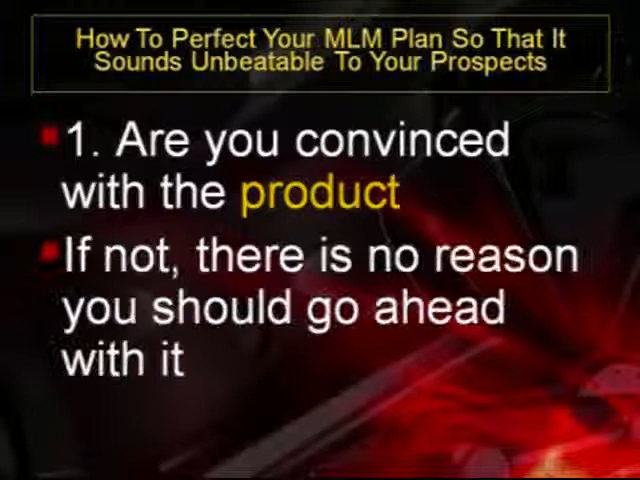 How To Perfect Your MLM Plan So That It
Sounds Unbeatable To Your Prospects
1. Are you convinced
with the product
If not, there is no reason
you should go ahead
with it